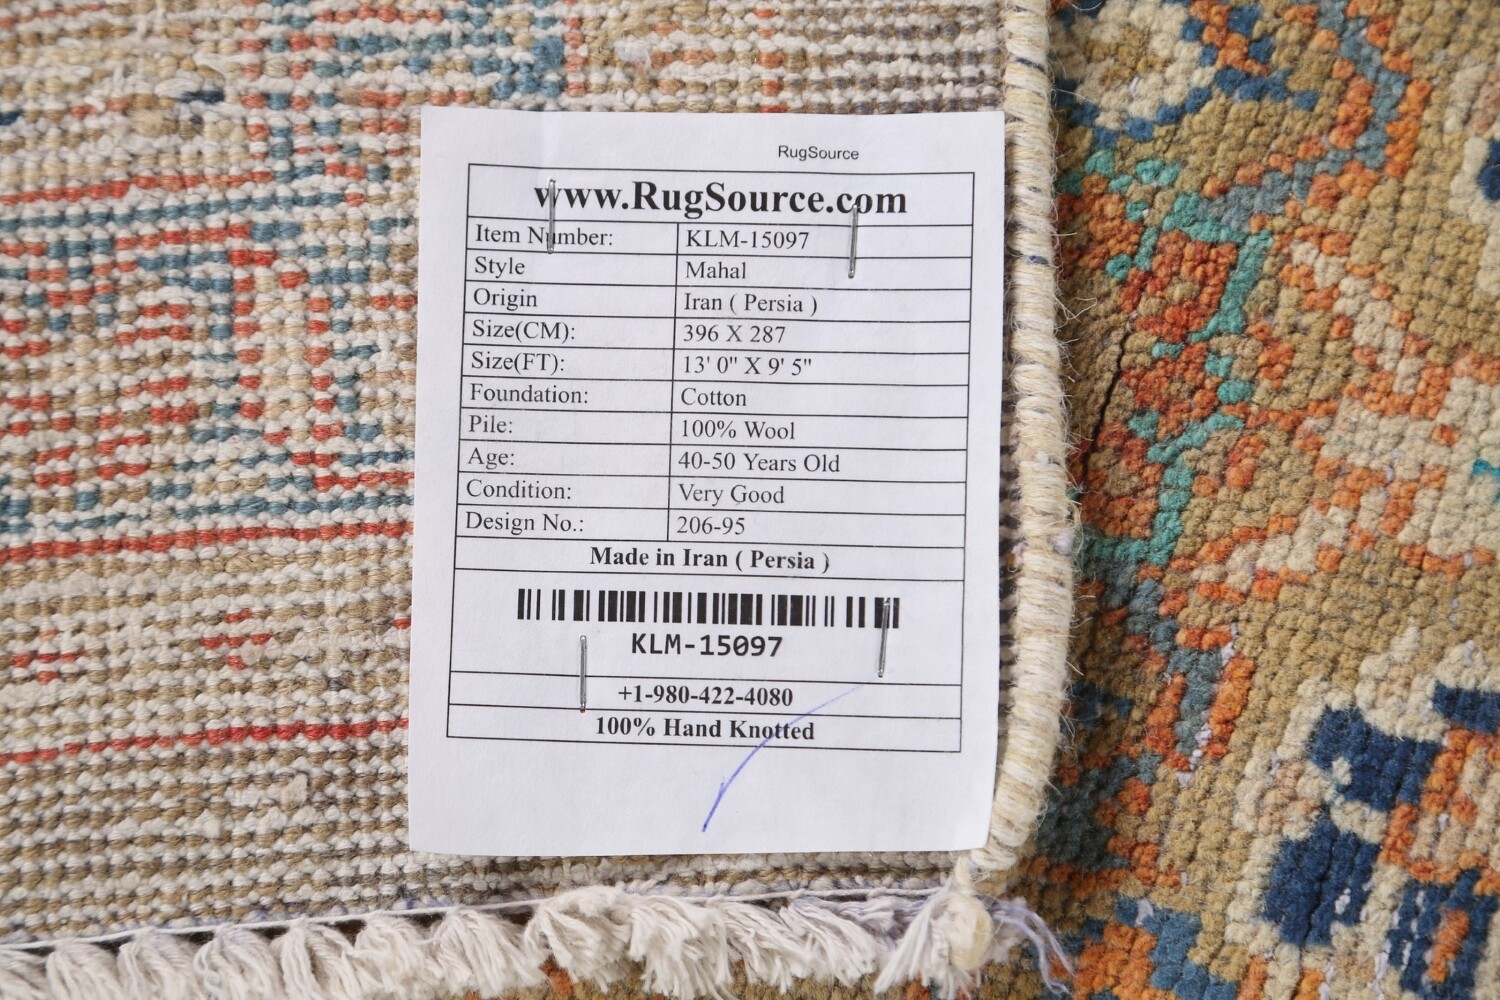 RugSource
www.RugSource.com
Item Number: KLM-15097
Style Mahal
Origin Iran ( Persia )
Size(CM): 396 X 287
Size(FT): 13' 0" X 9' 5"
Foundation: Cotton
Pile: 100% Wool
Age: 40-50 Years Old
Condition: Very Good
Design No.: 206-95
Made in Iran ( Persia )
KLM-15097
+1-980-422-4080
100% Hand Knotted